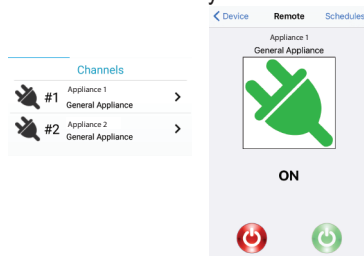 Channels
#1 Appliance 1
General Appliance
#2 Appliance 2
General Appliance
Device Remote Schedules
Appliance 1
General Appliance
ON